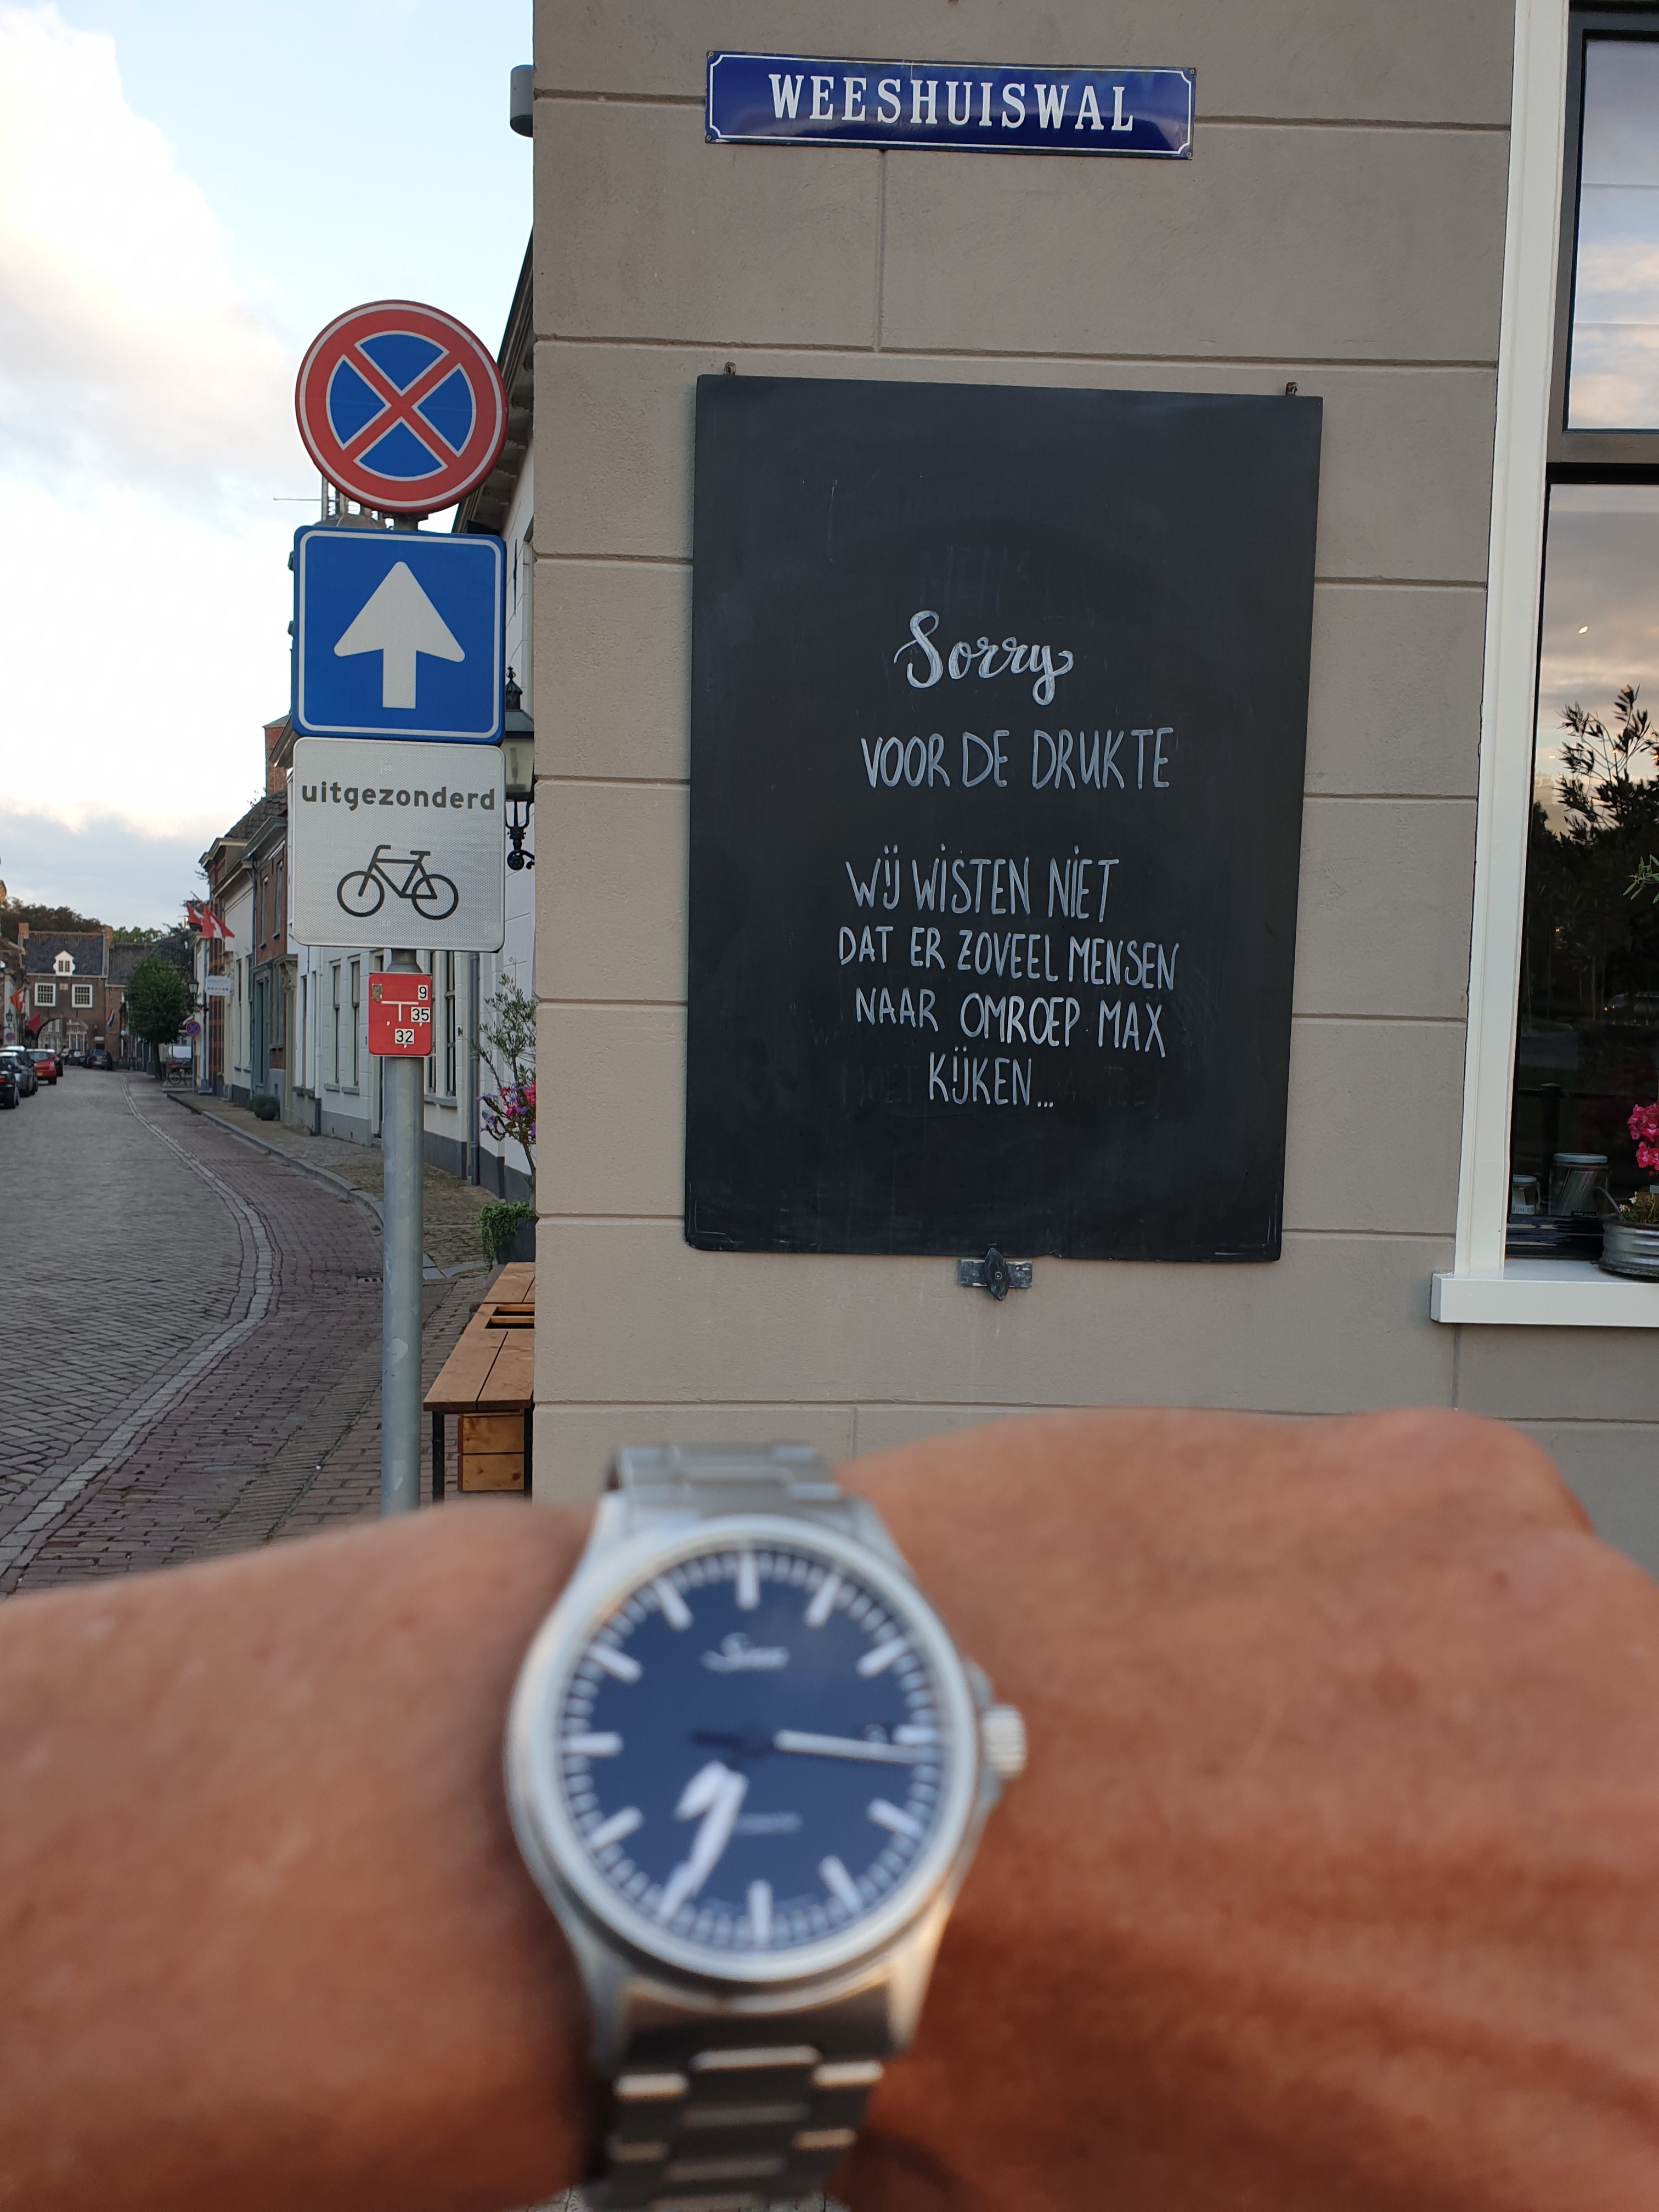 WEESHUISWAL
Sorry
VOOR DE DRUKTE
WIJ WISTEN NIET
DAT ER ZOVEEL MENSEN
NAAR OMROEP MAX
KIJKEN...
uitgezonderd
9
35
32
Sinn